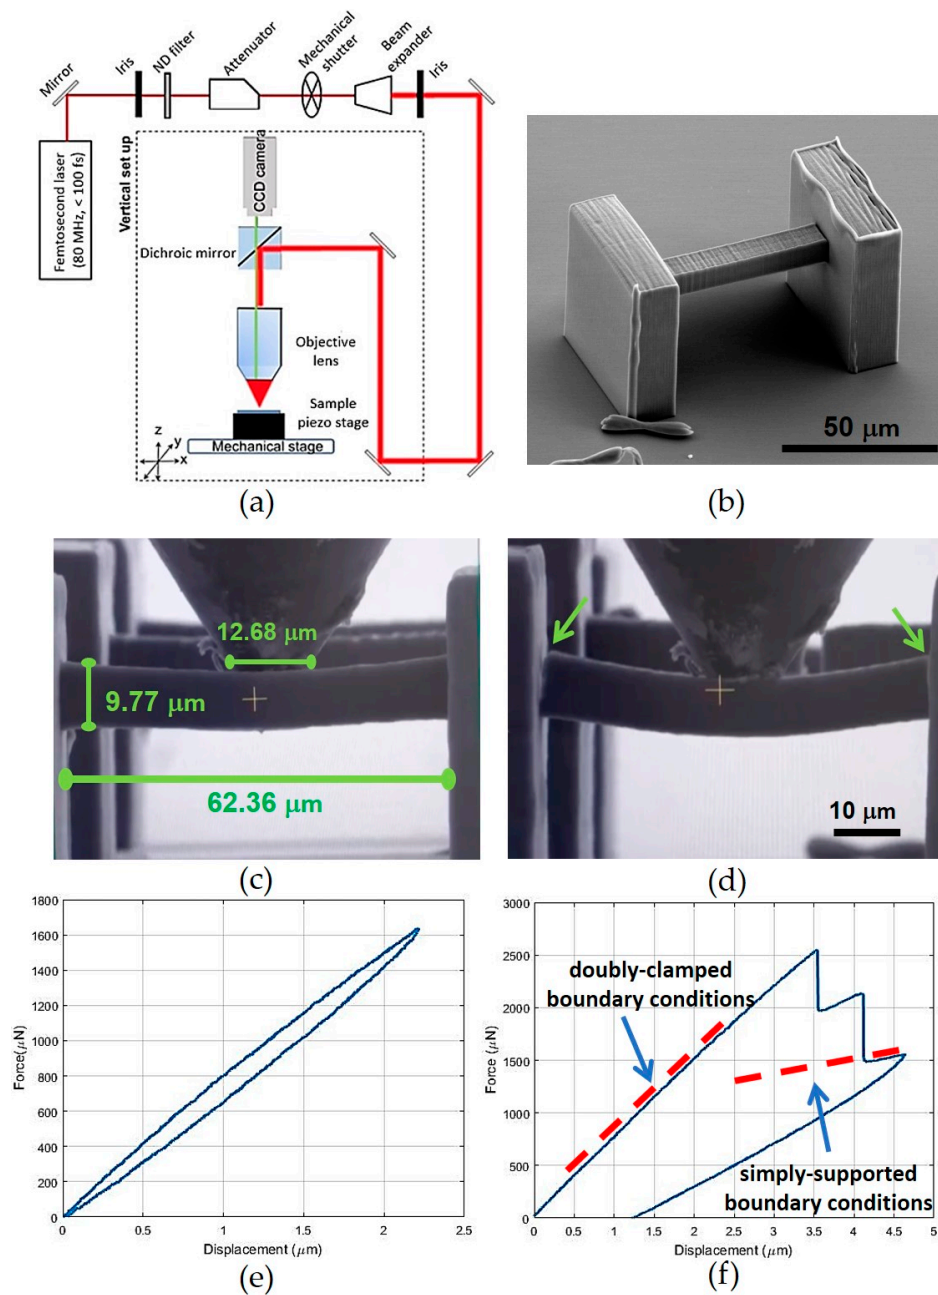 Mirror
Iris
ND filter
Attenuator
Mechanical
shutter
Beam
expander
Iris
Femtosecond laser
(80 MHz, < 100 fs)
Vertical set up
CCD camera
Dichroic mirror
Objective
lens
Sample
piezo stage
Mechanical stage
z
y
x
(a)
50 μm
(b)
12.68 μm
9.77 μm
62.36 μm
(c)
10 μm
(d)
1800
1600
1400
1200
1000
800
600
400
200
0
Force(μN)
0 0.5 1 1.5 2 2.5
Displacement (μm)
(e)
3000
2500
2000
1500
1000
500
0
Force (μN)
doubly-clamped
boundary conditions
simply-supported
boundary conditions
0 0.5 1 1.5 2 2.5 3 3.5 4 4.5 5
Displacement (μm)
(f)